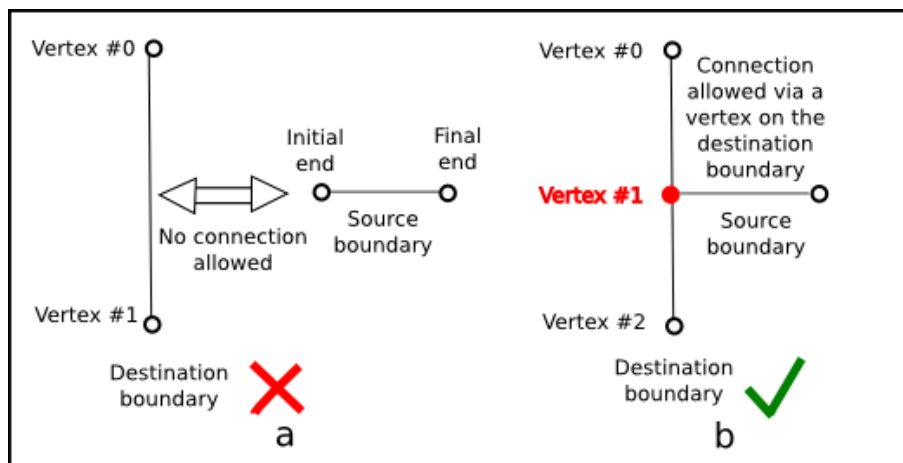 Vertex #0
Initial
end
Final
end
No connection
allowed
Source
boundary
Vertex #1
Destination
boundary
a
Vertex #0
Connection
allowed via a
vertex on the
destination
boundary
Vertex #1
Source
boundary
Vertex #2
Destination
boundary
b